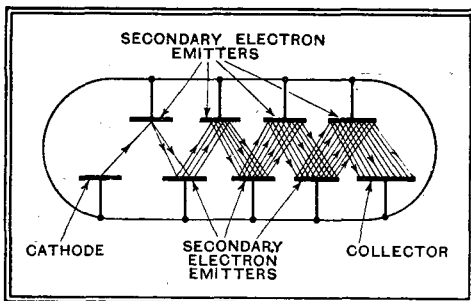 SECONDARY ELECTRON
EMITTERS
CATHODE
SECONDARY
ELECTRON
EMITTERS
COLLECTOR